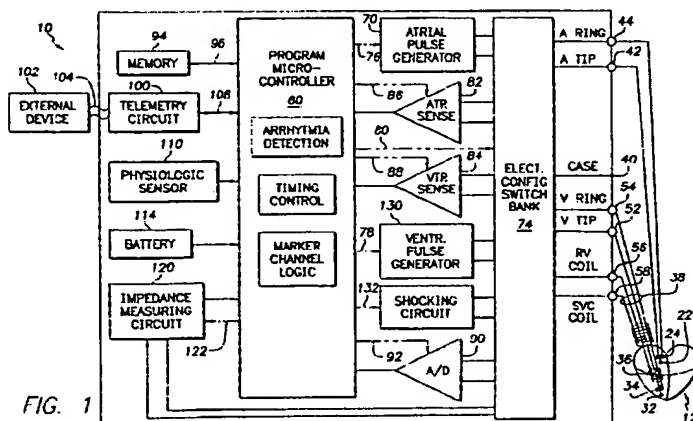 10
94
MEMORY
96
102
104
EXTERNAL
DEVICE
100
TELEMETRY
CIRCUIT
106
110
PHYSIOLOGIC
SENSOR
114
BATTERY
120
IMPEDANCE
MEASURING
CIRCUIT
122
PROGRAM
MICRO-
CONTROLLER
60
ARRHYTMIA
DETECTION
TIMING
CONTROL
MARKER
CHANNEL
LOGIC
70
ATRIAL
PULSE
GENERATOR
76
82
86
ATR.
SENSE
80
84
88
VTR.
SENSE
130
78
VENTR.
PULSE
GENERATOR
132
SHOCKING
CIRCUIT
90
92
A/D
ELECT.
CONFIG
SWITCH
BANK
74
A RING
44
A TIP
42
CASE
40
V RING
54
V TIP
52
RV
COIL
56
58
SVC
COIL
38
22
24
36
34
32
12
FIG. 1